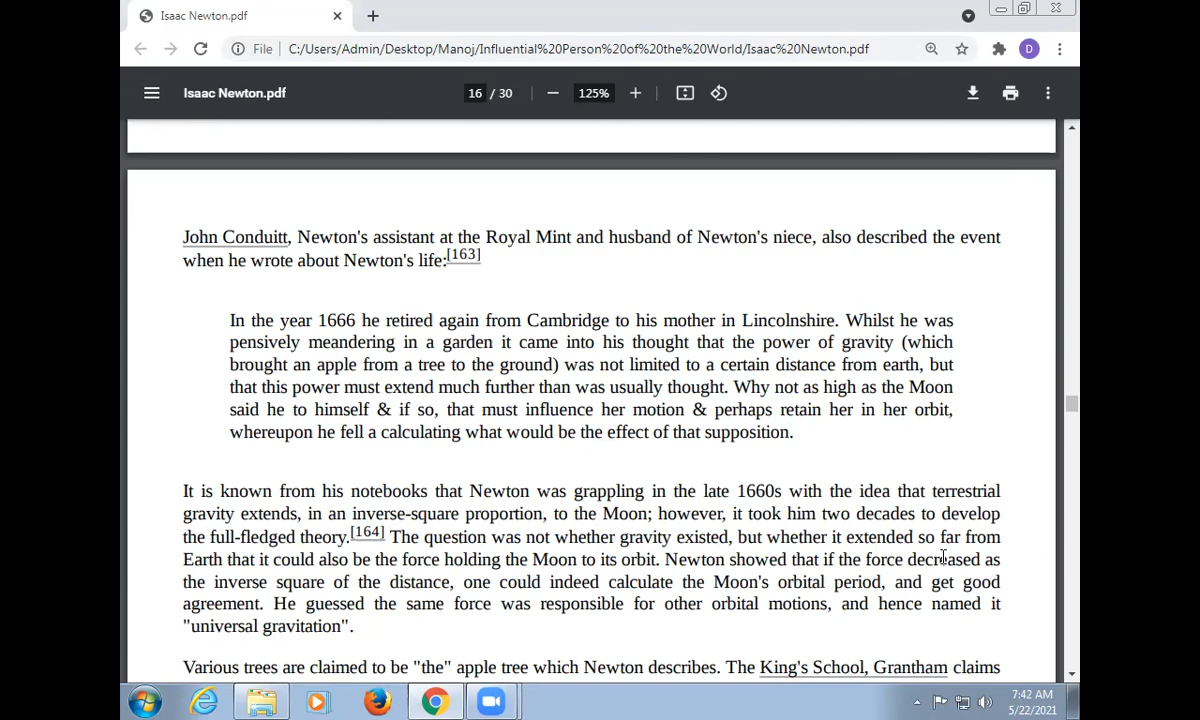 Isaac Newton.pdf
File
C:/Users/Admin/Desktop/Manoj/Influential%20Person%20of%20the%20World/Isaac%20Newton.pdf
D
Isaac Newton.pdf
16 / 30
125%
John Conduitt, Newton's assistant at the Royal Mint and husband of Newton's niece, also described the event
when he wrote about Newton's life:[163]
In the year 1666 he retired again from Cambridge to his mother in Lincolnshire. Whilst he was
pensively meandering in a garden it came into his thought that the power of gravity (which
brought an apple from a tree to the ground) was not limited to a certain distance from earth, but
that this power must extend much further than was usually thought. Why not as high as the Moon
said he to himself & if so, that must influence her motion & perhaps retain her in her orbit,
whereupon he fell a calculating what would be the effect of that supposition.
It is known from his notebooks that Newton was grappling in the late 1660s with the idea that terrestrial
gravity extends, in an inverse-square proportion, to the Moon; however, it took him two decades to develop
the full-fledged theory.[164] The question was not whether gravity existed, but whether it extended so far from
Earth that it could also be the force holding the Moon to its orbit. Newton showed that if the force decreased as
the inverse square of the distance, one could indeed calculate the Moon's orbital period, and get good
agreement. He guessed the same force was responsible for other orbital motions, and hence named it
"universal gravitation".
Various trees are claimed to be "the" apple tree which Newton describes. The King's School, Grantham claims
7:42 AM
5/22/2021